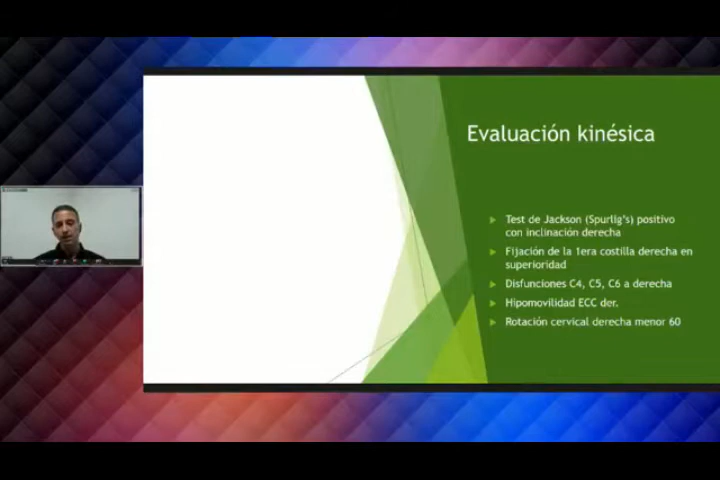 Evaluación kinésica
Test de Jackson (Spurlig's) positivo
con inclinación derecha
Fijación de la 1era costilla derecha en
superioridad
Disfunciones C4, C5, C6 a derecha
Hipomovilidad ECC der.
Rotación cervical derecha menor 60